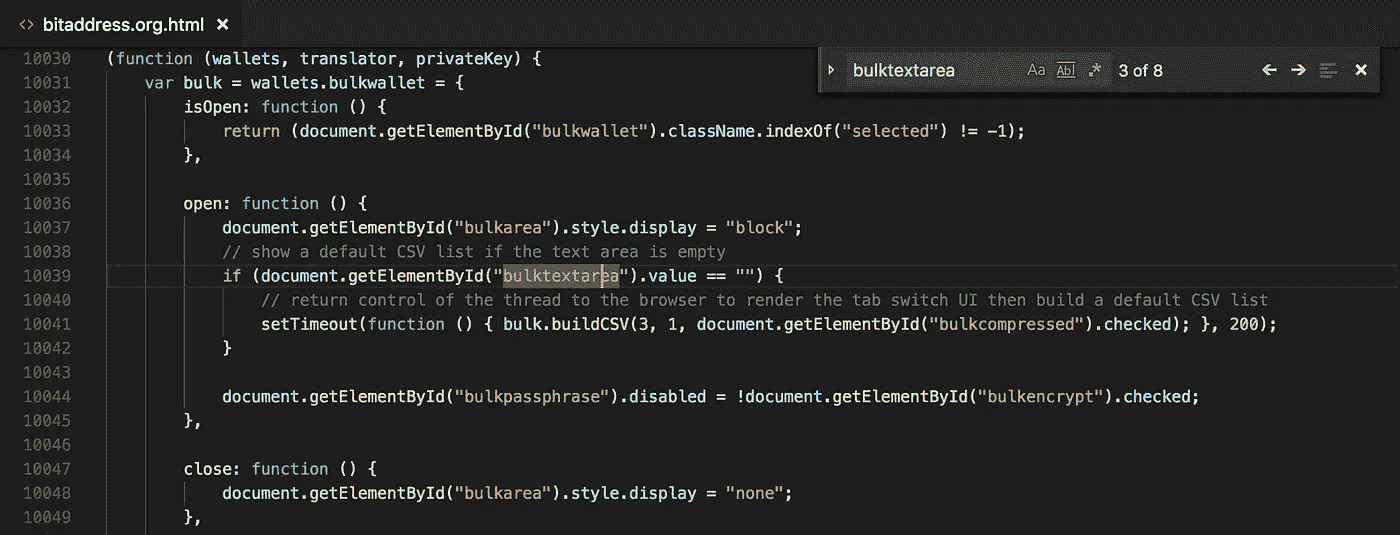 <> bitaddress.org.html ×
bulktextarea Aa Abl .* 3 of 8
10030 (function (wallets, translator, privateKey) {
10031 var bulk = wallets.bulkwallet = {
10032 isOpen: function () {
10033 return (document.getElementById("bulkwallet").className.indexOf("selected") != -1);
10034 },
10035
10036 open: function () {
10037 document.getElementById("bulkarea").style.display = "block";
10038 // show a default CSV list if the text area is empty
10039 if (document.getElementById("bulktextarea").value == "") {
10040 // return control of the thread to the browser to render the tab switch UI then build a default CSV list
10041 setTimeout(function () { bulk.buildCSV(3, 1, document.getElementById("bulkcompressed").checked); }, 200);
10042 }
10043
10044 document.getElementById("bulkpassphrase").disabled = !document.getElementById("bulkencrypt").checked;
10045 },
10046
10047 close: function () {
10048 document.getElementById("bulkarea").style.display = "none";
10049 },